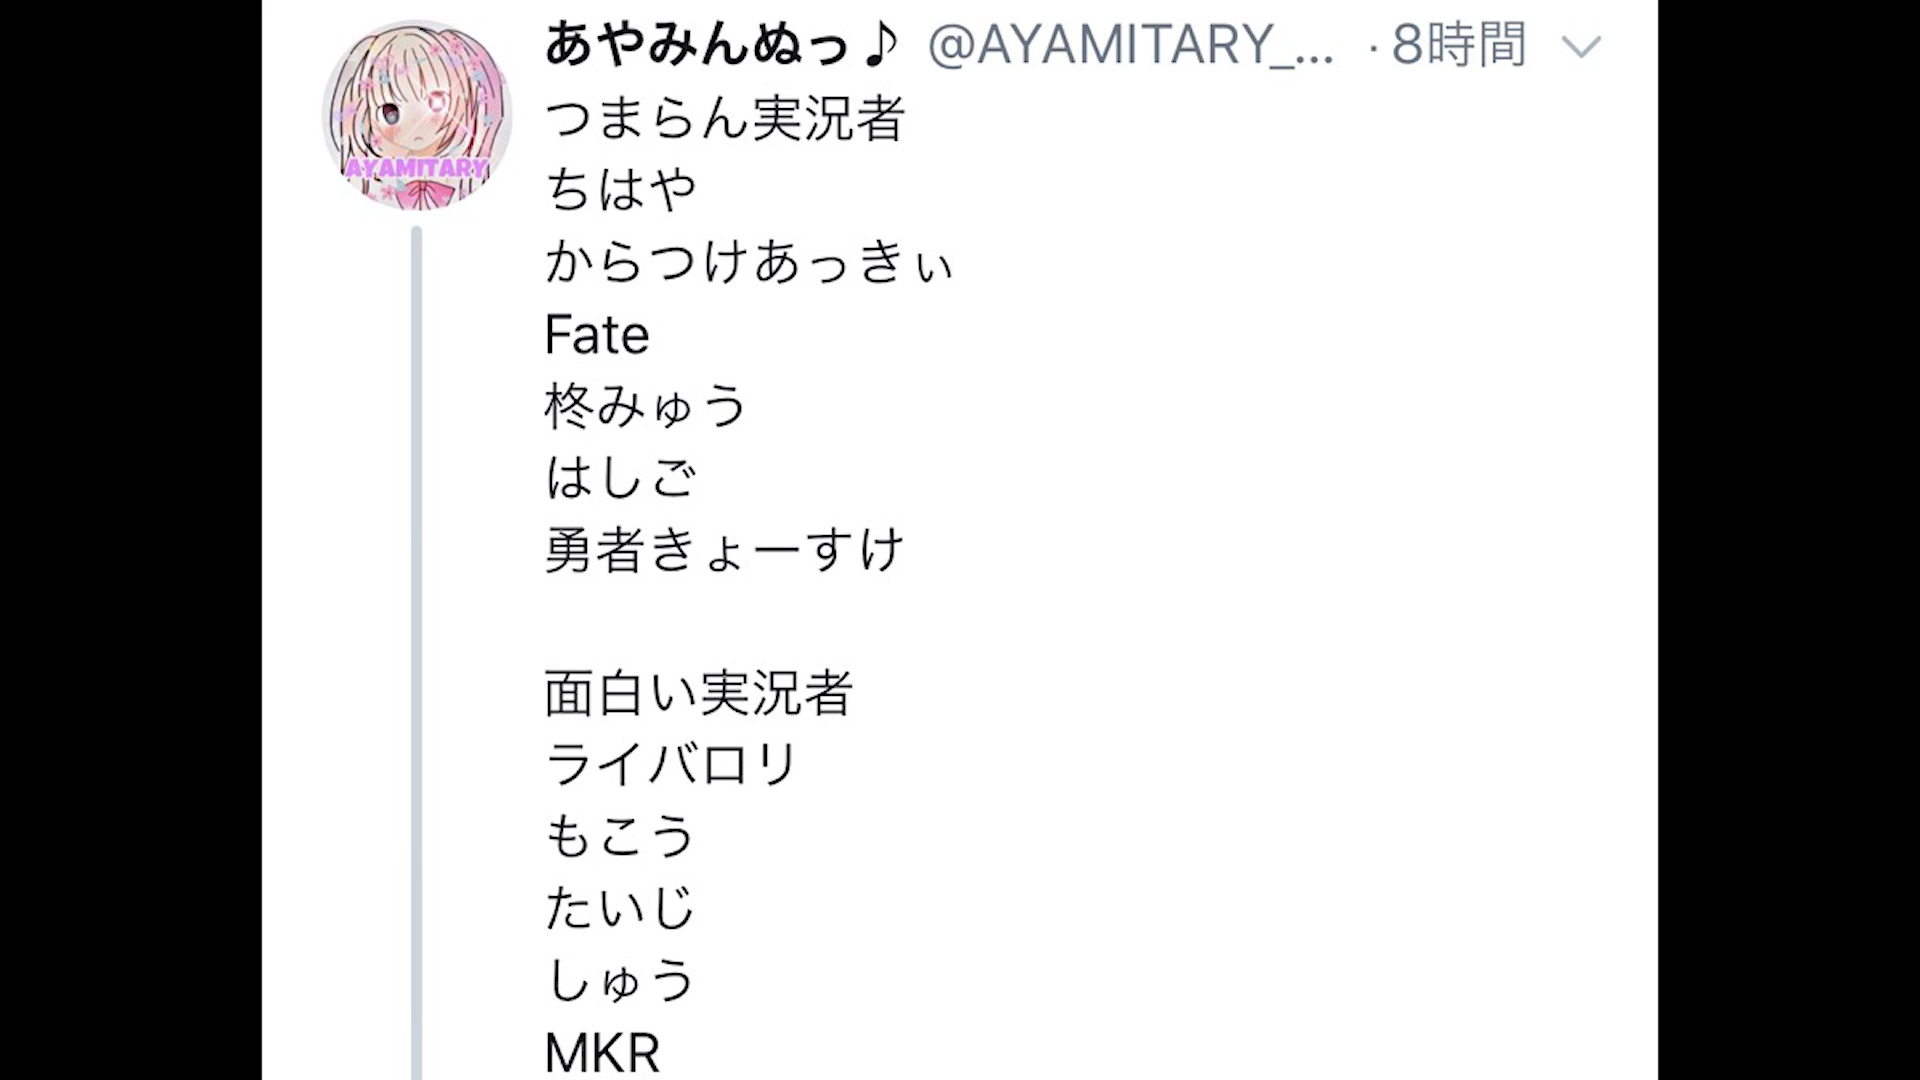 あやみんぬっ♪ @AYAMITARY_... ・8時間
AYAMITARY
つまらん実況者
ちはや
からつけあっきぃ
Fate
柊みゅう
はしご
勇者きょーすけ
面白い実況者
ライバロリ
もこう
たいじ
しゅう
MKR